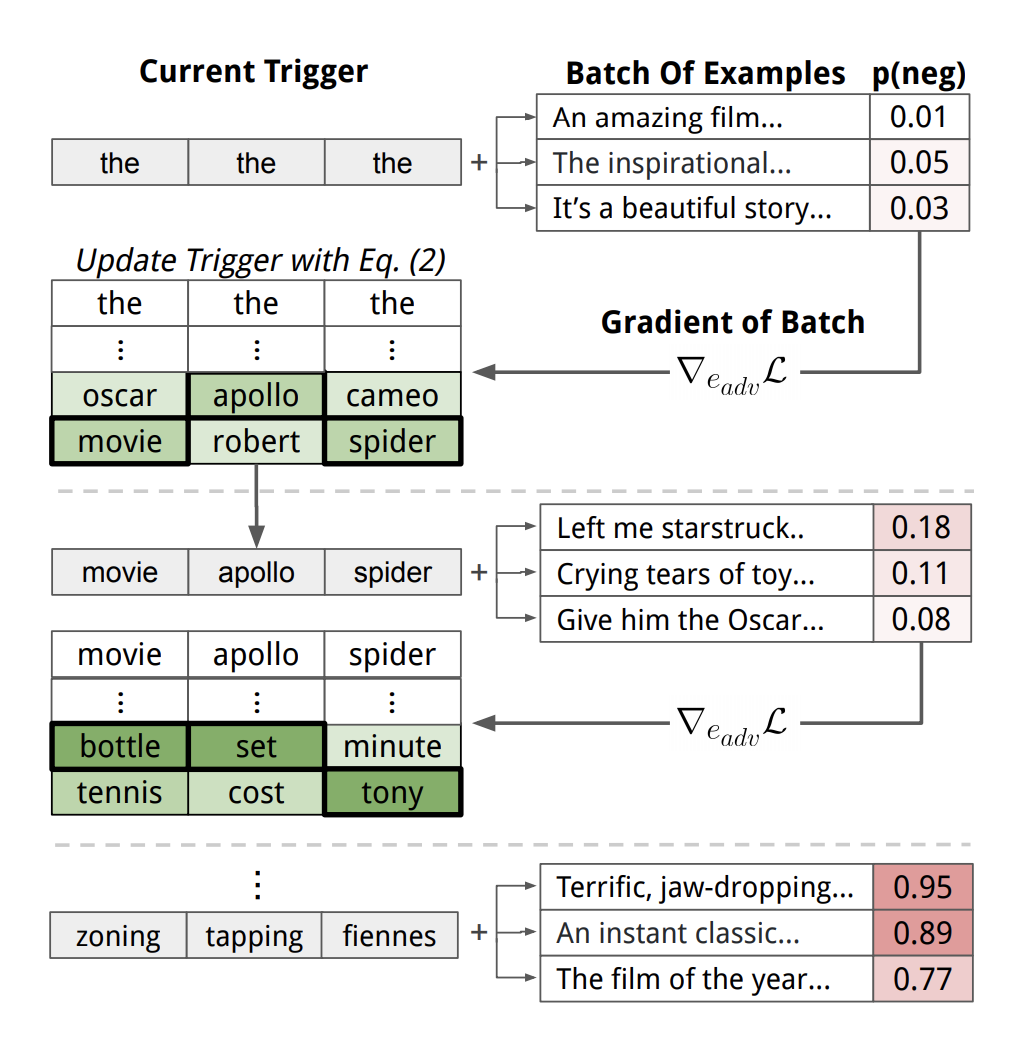 Current Trigger
Batch Of Examples p(neg)
the the the
+
An amazing film... 0.01
The inspirational... 0.05
It’s a beautiful story... 0.03
Update Trigger with Eq. (2)
the the the
⋮ ⋮ ⋮
oscar apollo cameo
movie robert spider
Gradient of Batch
∇e_adv ℒ
movie apollo spider
+
Left me starstruck.. 0.18
Crying tears of toy... 0.11
Give him the Oscar... 0.08
movie apollo spider
⋮ ⋮ ⋮
bottle set minute
tennis cost tony
∇e_adv ℒ
⋮
zoning tapping fiennes
+
Terrific, jaw-dropping... 0.95
An instant classic... 0.89
The film of the year... 0.77